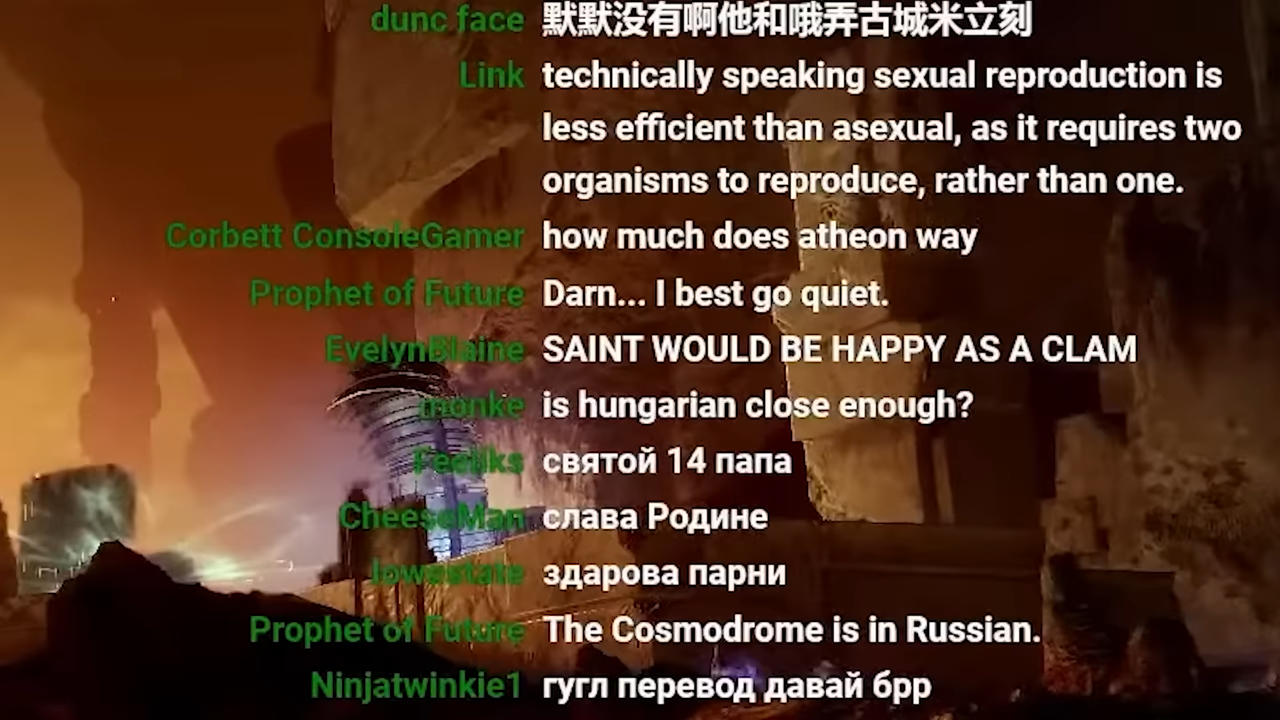 dunc face 默默没有啊他和哦弄古城米立刻
Link technically speaking sexual reproduction is
less efficient than asexual, as it requires two
organisms to reproduce, rather than one.
Corbett ConsoleGamer how much does atheon way
Prophet of Future Darn... I best go quiet.
EvelynBlaine SAINT WOULD BE HAPPY AS A CLAM
monke is hungarian close enough?
Feeliks святой 14 папа
CheeseMan слава Родине
lowestate здарова парни
Prophet of Future The Cosmodrome is in Russian.
Ninjatwinkie1 гугл перевод давай брр